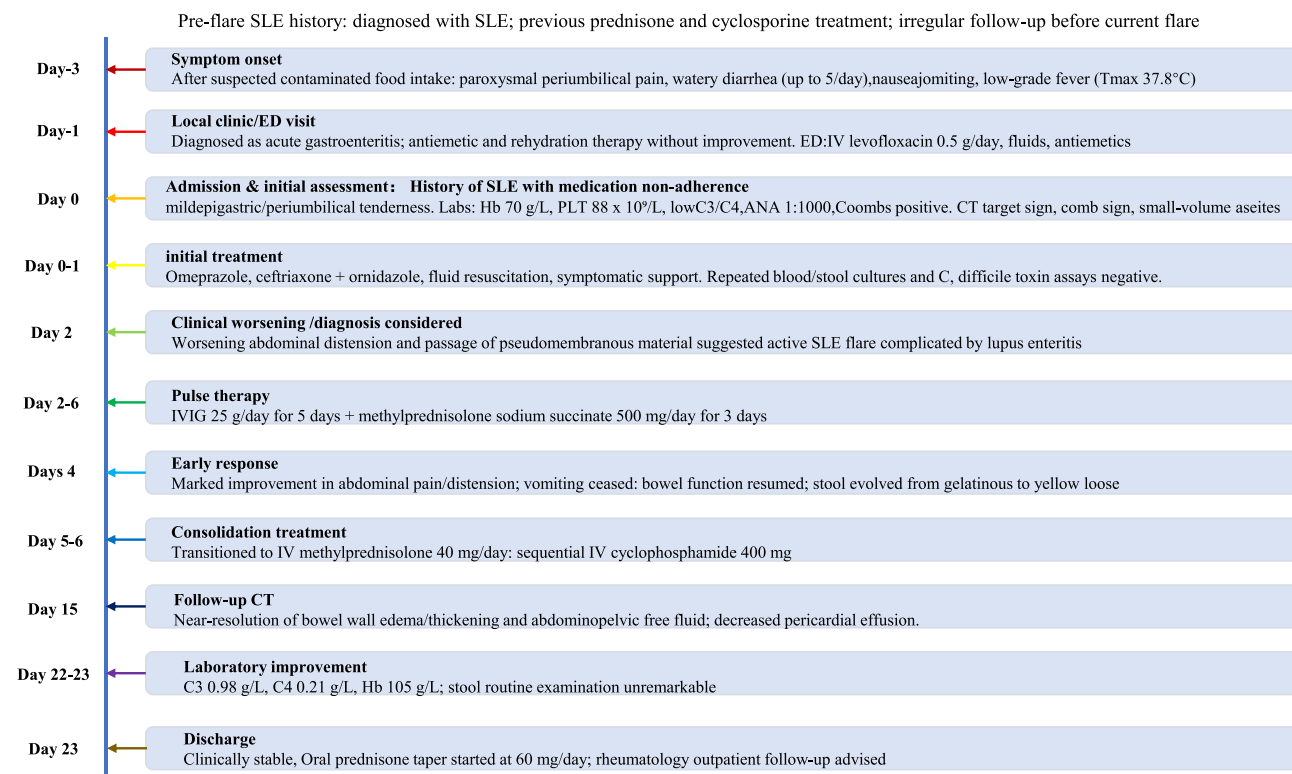 Pre-flare SLE history: diagnosed with SLE; previous prednisone and cyclosporine treatment; irregular follow-up before current flare
Day-3
Symptom onset
After suspected contaminated food intake: paroxysmal periumbilical pain, watery diarrhea (up to 5/day),nauseajomiting, low-grade fever (Tmax 37.8°C)
Day-1
Local clinic/ED visit
Diagnosed as acute gastroenteritis; antiemetic and rehydration therapy without improvement. ED:IV levofloxacin 0.5 g/day, fluids, antiemetics
Day 0
Admission & initial assessment： History of SLE with medication non-adherence
mildepigastric/periumbilical tenderness. Labs: Hb 70 g/L, PLT 88 x 10⁹/L, lowC3/C4,ANA 1:1000,Coombs positive. CT target sign, comb sign, small-volume aseites
Day 0-1
initial treatment
Omeprazole, ceftriaxone + ornidazole, fluid resuscitation, symptomatic support. Repeated blood/stool cultures and C, difficile toxin assays negative.
Day 2
Clinical worsening /diagnosis considered
Worsening abdominal distension and passage of pseudomembranous material suggested active SLE flare complicated by lupus enteritis
Day 2-6
Pulse therapy
IVIG 25 g/day for 5 days + methylprednisolone sodium succinate 500 mg/day for 3 days
Days 4
Early response
Marked improvement in abdominal pain/distension; vomiting ceased: bowel function resumed; stool evolved from gelatinous to yellow loose
Day 5-6
Consolidation treatment
Transitioned to IV methylprednisolone 40 mg/day: sequential IV cyclophosphamide 400 mg
Day 15
Follow-up CT
Near-resolution of bowel wall edema/thickening and abdominopelvic free fluid; decreased pericardial effusion.
Day 22-23
Laboratory improvement
C3 0.98 g/L, C4 0.21 g/L, Hb 105 g/L; stool routine examination unremarkable
Day 23
Discharge
Clinically stable, Oral prednisone taper started at 60 mg/day; rheumatology outpatient follow-up advised